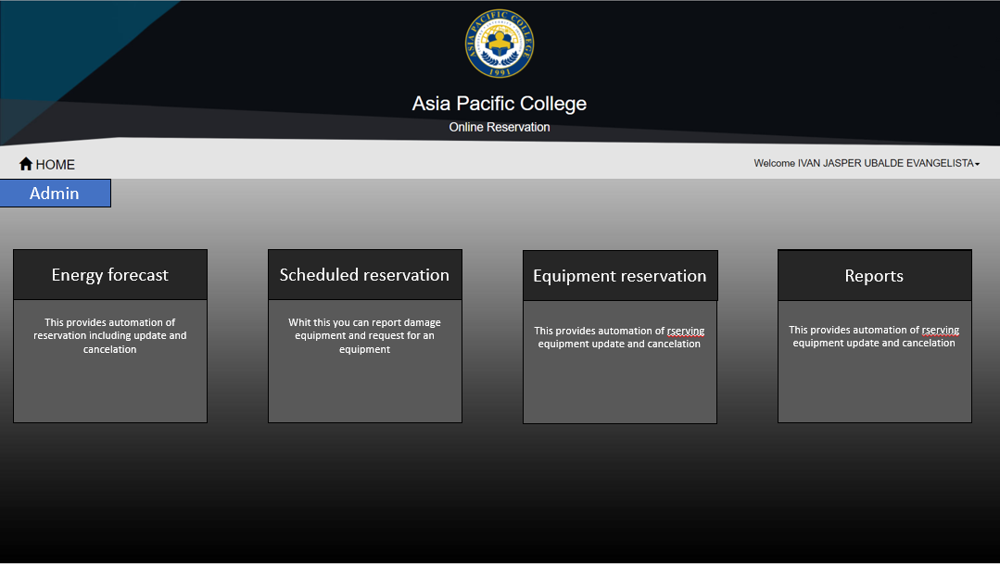 ASIA PACIFIC COLLEGE
1991
Asia Pacific College
Online Reservation
HOME
Welcome IVAN JASPER UBALDE EVANGELISTA
Admin
Energy forecast
This provides automation of
reservation including update and
cancelation
Scheduled reservation
Whit this you can report damage
equipment and request for an
equipment
Equipment reservation
This provides automation of rserving
equipment update and cancelation
Reports
This provides automation of rserving
equipment update and cancelation